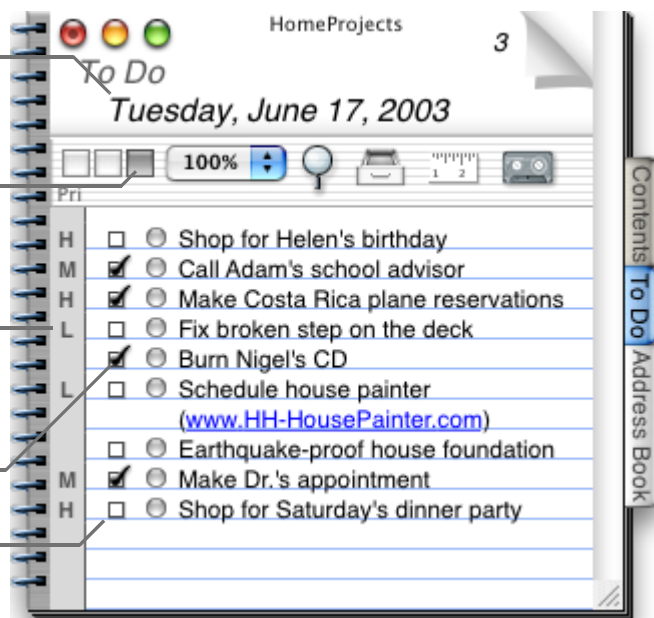 HomeProjects
3
To Do
Tuesday, June 17, 2003
100%
1 2
Pri
H Shop for Helen's birthday
M Call Adam's school advisor
H Make Costa Rica plane reservations
L Fix broken step on the deck
Burn Nigel's CD
L Schedule house painter
(www.HH-HousePainter.com)
Earthquake-proof house foundation
M Make Dr.'s appointment
H Shop for Saturday's dinner party
Contents
To Do
Address Book